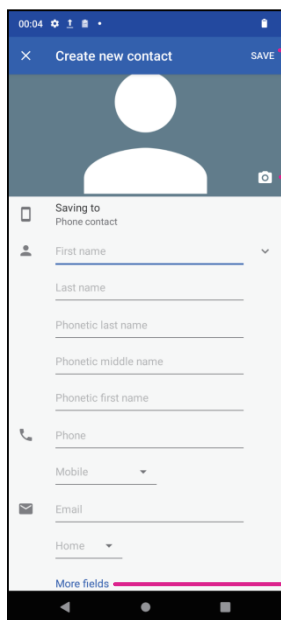 00:04
Create new contact SAVE
Saving to
Phone contact
First name
Last name
Phonetic last name
Phonetic middle name
Phonetic first name
Phone
Mobile
Email
Home
More fields